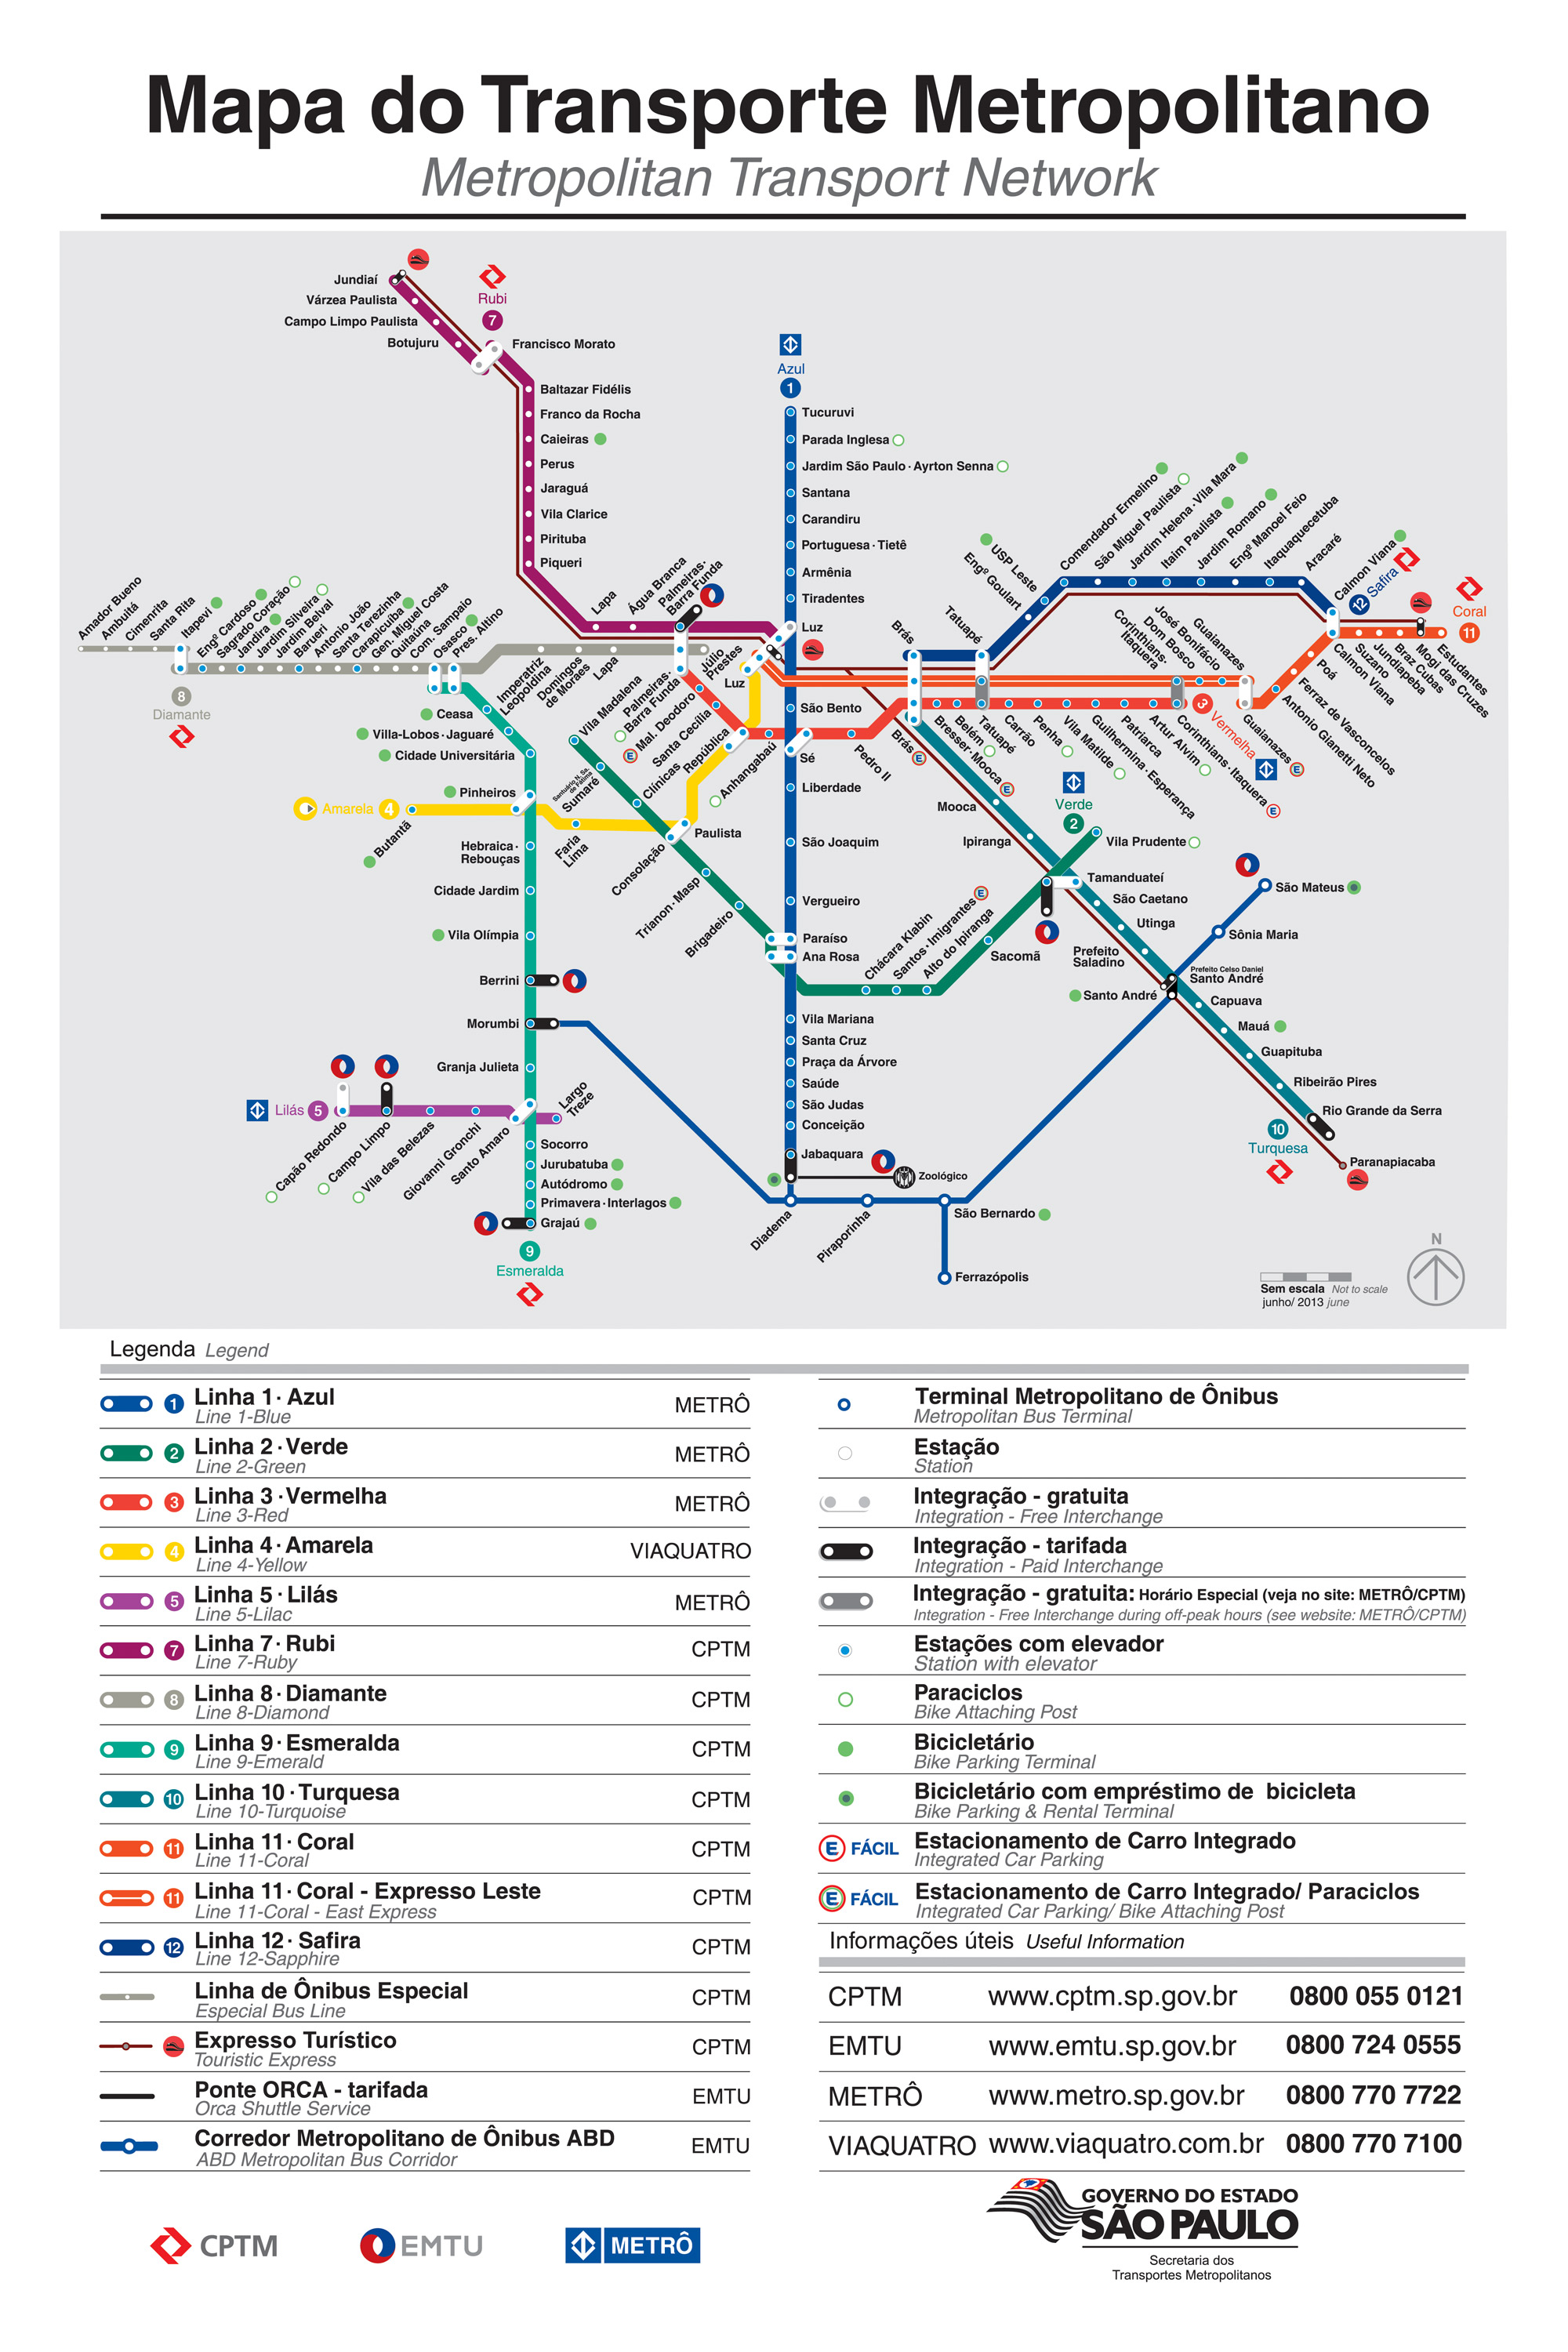 Mapa do Transporte Metropolitano
Metropolitan Transport Network
Jundiaí
Várzea Paulista
Campo Limpo Paulista
Botujuru
Rubi
7
Francisco Morato
Baltazar Fidélis
Franco da Rocha
Caieiras
Perus
Jaraguá
Vila Clarice
Pirituba
Piqueri
Lapa
Água Branca
Palmeiras-
Barra Funda
Azul
1
Tucuruvi
Parada Inglesa
Jardim São Paulo · Ayrton Senna
Santana
Carandiru
Portuguesa · Tietê
Armênia
Tiradentes
Luz
São Bento
Sé
Liberdade
São Joaquim
Vergueiro
Paraíso
Ana Rosa
Vila Mariana
Santa Cruz
Praça da Árvore
Saúde
São Judas
Conceição
Jabaquara
Zoológico
Amador Bueno
Ambuitá
Cimenrita
Santa Rita
Itapevi
Engº Cardoso
Sagrado Coração
Jandira
Jardim Silveira
Jardim Belval
Barueri
Antonio João
Santa Terezinha
Carapicuíba
Gen. Miguel Costa
Quitaúna
Com. Sampaio
Osasco
Pres. Altino
8
Diamante
Imperatriz
Leopoldina
Domingos
de Moraes
Lapa
Júlio
Prestes
Luz
Ceasa
Villa-Lobos · Jaguaré
Cidade Universitária
Pinheiros
Hebraica ·
Rebouças
Cidade Jardim
Vila Olímpia
Berrini
Morumbi
Granja Julieta
Socorro
Jurubatuba
Autódromo
Primavera · Interlagos
Grajaú
9
Esmeralda
Amarela 4
Butantã
Faria
Lima
Paulista
Vila Madalena
Santuário N. Sa.
de Fátima
Sumaré
Clínicas
Consolação
Trianon · Masp
Brigadeiro
Chácara Klabin
Santos · Imigrantes
Alto do Ipiranga
Sacomã
Vila Prudente
Verde
2
Palmeiras-
Barra Funda
Mal. Deodoro
Santa Cecília
República
Anhangabaú
Pedro II
Brás
Bresser · Mooca
Belém
Tatuapé
Carrão
Penha
Vila Matilde
Guilhermina · Esperança
Patriarca
Artur Alvim
Corinthians · Itaquera
3
Vermelha
Brás
Tatuapé
Engº Goulart
USP Leste
Comendador Ermelino
São Miguel Paulista
Jardim Helena · Vila Mara
Itaim Paulista
Jardim Romano
Engº Manoel Feio
Itaquaquecetuba
Aracaré
Calmon Viana
12
Safira
Coral
11
Corinthians-
Itaquera
Dom Bosco
José Bonifácio
Guaianazes
Guaianazes
Antonio Gianetti Neto
Ferraz de Vasconcelos
Poá
Calmon Viana
Suzano
Jundiapeba
Braz Cubas
Mogi das Cruzes
Estudantes
Mooca
Ipiranga
Tamanduateí
São Caetano
Utinga
Prefeito
Saladino
Prefeito Celso Daniel
Santo André
Santo André
Capuava
Mauá
Guapituba
Ribeirão Pires
Rio Grande da Serra
10
Turquesa
Paranapiacaba
São Mateus
Sônia Maria
Lilás 5
Capão Redondo
Campo Limpo
Vila das Belezas
Giovanni Gronchi
Santo Amaro
Largo
Treze
Diadema
Piraporinha
São Bernardo
Ferrazópolis
N
Sem escala Not to scale
junho/ 2013 june
Legenda Legend
1 Linha 1 · Azul METRÔ
Line 1-Blue
2 Linha 2 · Verde METRÔ
Line 2-Green
3 Linha 3 · Vermelha METRÔ
Line 3-Red
4 Linha 4 · Amarela VIAQUATRO
Line 4-Yellow
5 Linha 5 · Lilás METRÔ
Line 5-Lilac
7 Linha 7 · Rubi CPTM
Line 7-Ruby
8 Linha 8 · Diamante CPTM
Line 8-Diamond
9 Linha 9 · Esmeralda CPTM
Line 9-Emerald
10 Linha 10 · Turquesa CPTM
Line 10-Turquoise
11 Linha 11 · Coral CPTM
Line 11-Coral
11 Linha 11 · Coral - Expresso Leste CPTM
Line 11-Coral - East Express
12 Linha 12 · Safira CPTM
Line 12-Sapphire
Linha de Ônibus Especial CPTM
Especial Bus Line
Expresso Turístico CPTM
Touristic Express
Ponte ORCA - tarifada EMTU
Orca Shuttle Service
Corredor Metropolitano de Ônibus ABD EMTU
ABD Metropolitan Bus Corridor
Terminal Metropolitano de Ônibus
Metropolitan Bus Terminal
Estação
Station
Integração - gratuita
Integration - Free Interchange
Integração - tarifada
Integration - Paid Interchange
Integração - gratuita: Horário Especial (veja no site: METRÔ/CPTM)
Integration - Free Interchange during off-peak hours (see website: METRÔ/CPTM)
Estações com elevador
Station with elevator
Paraciclos
Bike Attaching Post
Bicicletário
Bike Parking Terminal
Bicicletário com empréstimo de bicicleta
Bike Parking & Rental Terminal
E FÁCIL Estacionamento de Carro Integrado
Integrated Car Parking
E FÁCIL Estacionamento de Carro Integrado/ Paraciclos
Integrated Car Parking/ Bike Attaching Post
Informações úteis Useful Information
CPTM www.cptm.sp.gov.br 0800 055 0121
EMTU www.emtu.sp.gov.br 0800 724 0555
METRÔ www.metro.sp.gov.br 0800 770 7722
VIAQUATRO www.viaquatro.com.br 0800 770 7100
CPTM
EMTU
METRÔ
GOVERNO DO ESTADO
SÃO PAULO
Secretaria dos
Transportes Metropolitanos